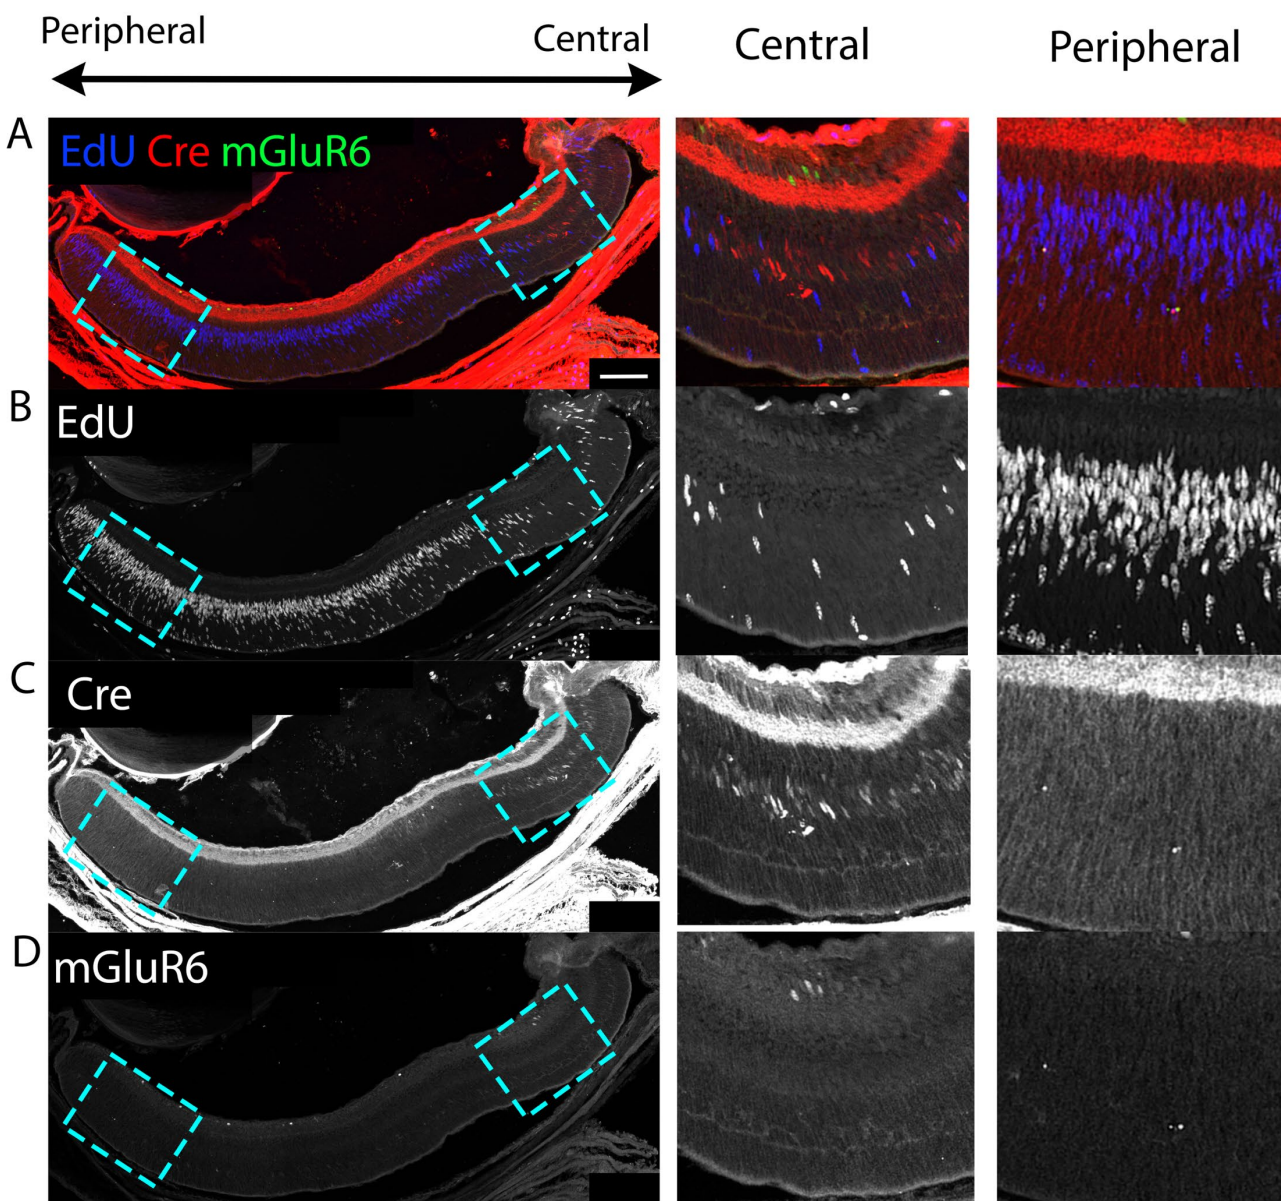 Peripheral
Central
Central
Peripheral
A
EdU Cre mGluR6
B
EdU
C
Cre
D
mGluR6